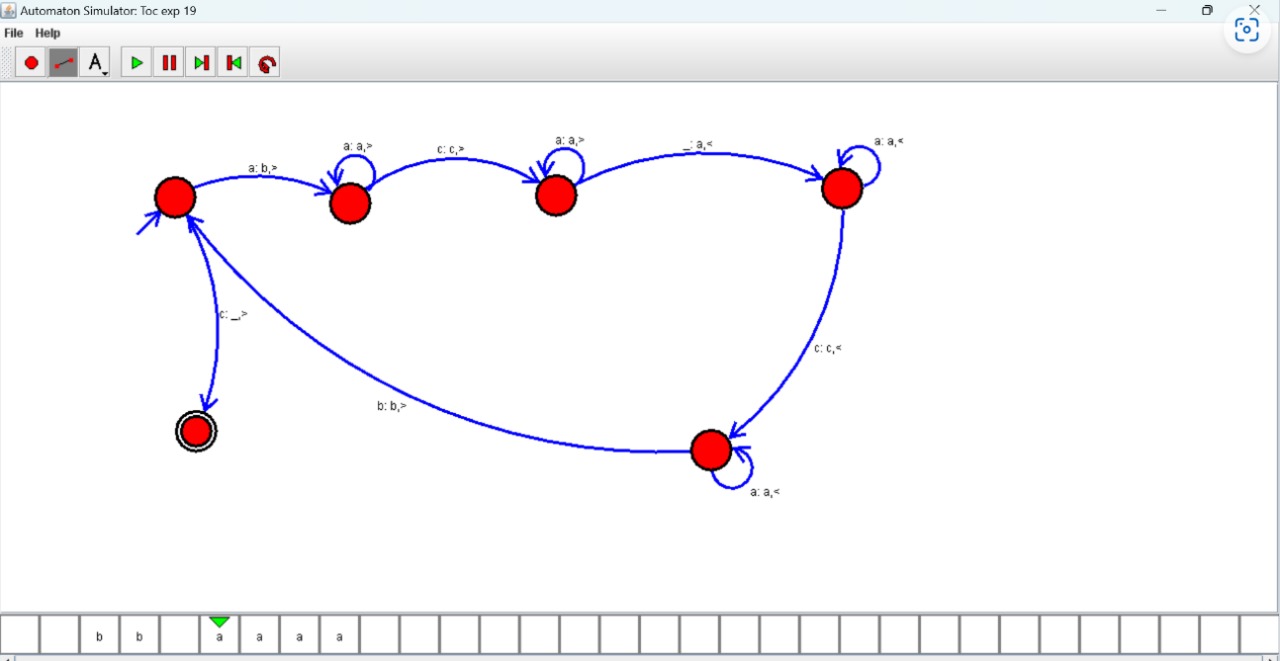 Automaton Simulator: Toc exp 19
File Help
A
a: a,> a: a,> a: a,<
a: b,> c: c,> _: a,<
c: _,>
c: c,<
b: b,>
a: a,<
b b a a a a